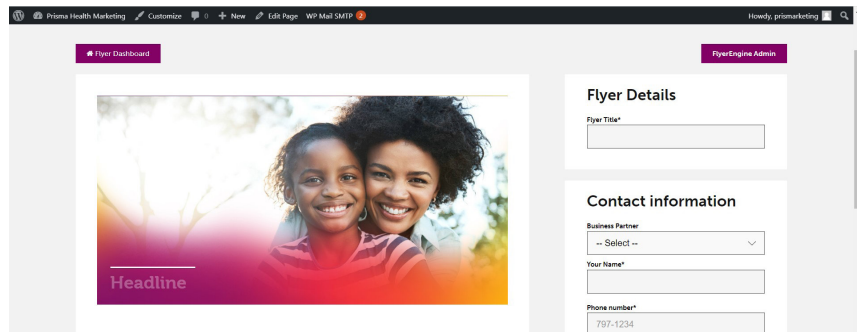 Prisma Health Marketing Customize 0 New Edit Page WP Mail SMTP 2 Howdy, prismarketing
Flyer Dashboard FlyerEngine Admin
Flyer Details
Flyer Title*
Contact information
Business Partner
-- Select --
Your Name*
Headline
Phone number*
797-1234